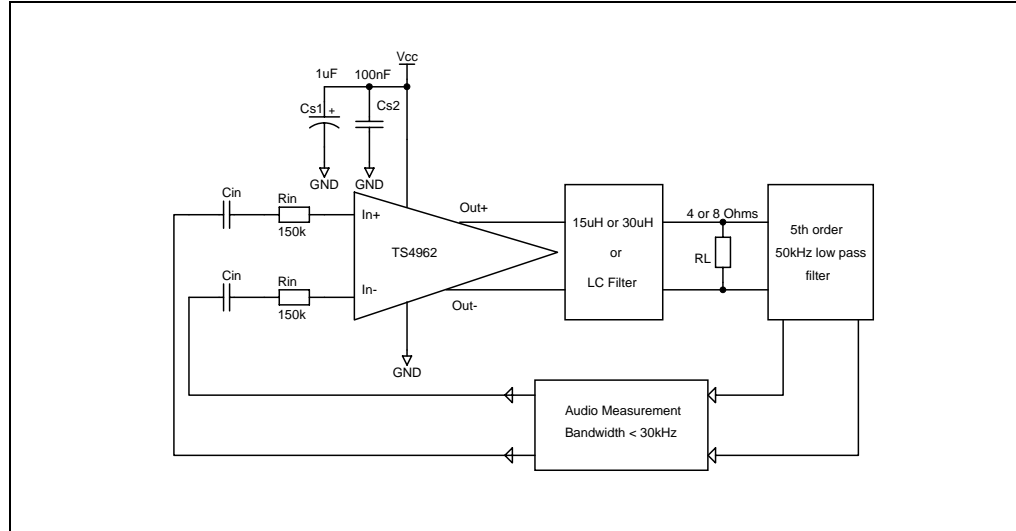 Vcc
1uF
100nF
Cs1
+
Cs2
GND
GND
Cin
Rin
150k
In+
Out+
TS4962
15uH or 30uH
or
LC Filter
4 or 8 Ohms
RL
5th order
50kHz low pass
filter
Cin
Rin
150k
In-
Out-
GND
Audio Measurement
Bandwidth < 30kHz